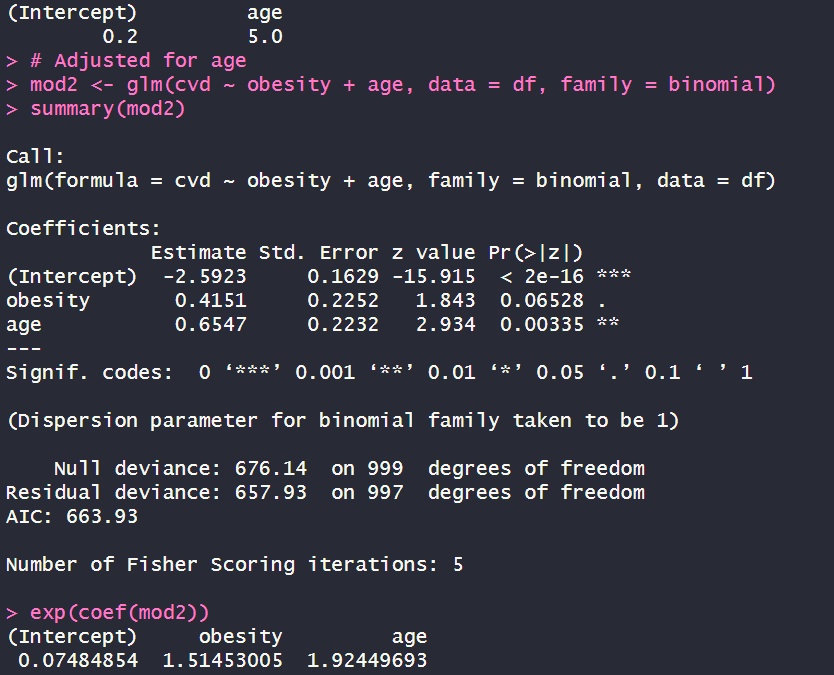 (Intercept)         age
        0.2         5.0
> # Adjusted for age
> mod2 <- glm(cvd ~ obesity + age, data = df, family = binomial)
> summary(mod2)

Call:
glm(formula = cvd ~ obesity + age, family = binomial, data = df)

Coefficients:
            Estimate Std. Error z value Pr(>|z|)
(Intercept)  -2.5923     0.1629 -15.915  < 2e-16 ***
obesity       0.4151     0.2252   1.843  0.06528 .
age           0.6547     0.2232   2.934  0.00335 **
---
Signif. codes:  0 ‘***’ 0.001 ‘**’ 0.01 ‘*’ 0.05 ‘.’ 0.1 ‘ ’ 1

(Dispersion parameter for binomial family taken to be 1)

    Null deviance: 676.14  on 999  degrees of freedom
Residual deviance: 657.93  on 997  degrees of freedom
AIC: 663.93

Number of Fisher Scoring iterations: 5

> exp(coef(mod2))
(Intercept)     obesity         age
 0.07484854  1.51453005  1.92449693